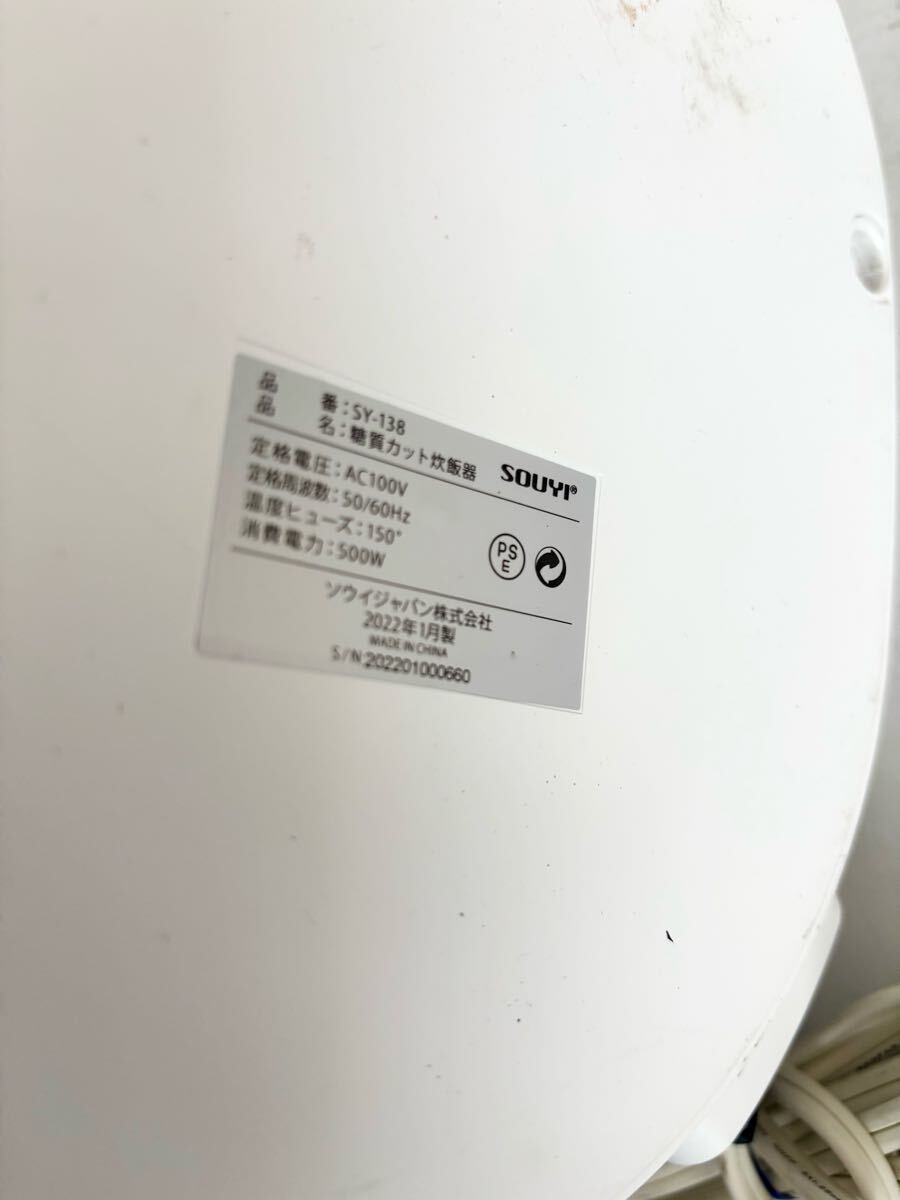 品 番：SY-138
品 名：糖質カット炊飯器
SOUYI®
定格電圧：AC100V
定格周波数：50/60Hz
温度ヒューズ：150°
消費電力：500W
PS
E
ソウイジャパン株式会社
2022年1月製
MADE IN CHINA
S/N:202201000660